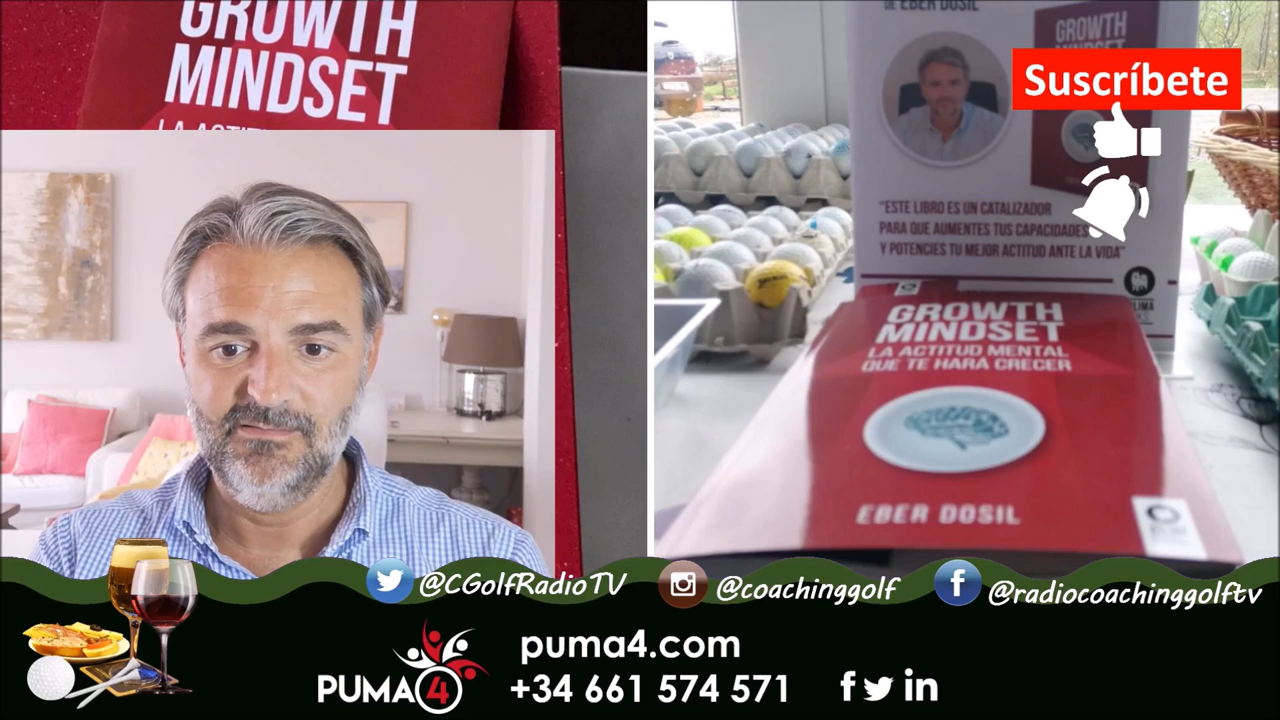 GROWTH
MINDSET
DE EBER DOSIL
GROWTH
Suscríbete
"ESTE LIBRO ES UN CATALIZADOR
PARA QUE AUMENTES TUS CAPACIDADES
Y POTENCIES TU MEJOR ACTITUD ANTE LA VIDA"
GROWTH
MINDSET
LA ACTITUD MENTAL
QUE TE HARÁ CRECER
EBER DOSIL
@CGolfRadioTV
@coachinggolf
@radiocoachinggolftv
PUMA 4
puma4.com
+34 661 574 571